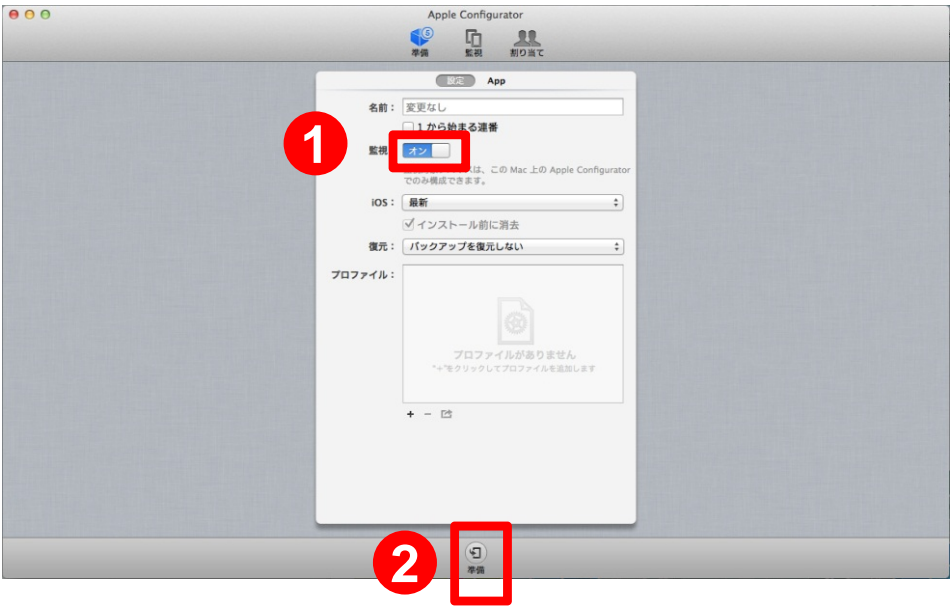 Apple Configurator
6
準備 監視 割り当て
設定 App
名前： 変更なし
1 から始まる連番
1
監視 オン
は、この Mac 上の Apple Configurator
でのみ構成できます。
iOS： 最新
インストール前に消去
復元： バックアップを復元しない
プロファイル：
プロファイルがありません
"+"をクリックしてプロファイルを追加します
+ −
2
準備